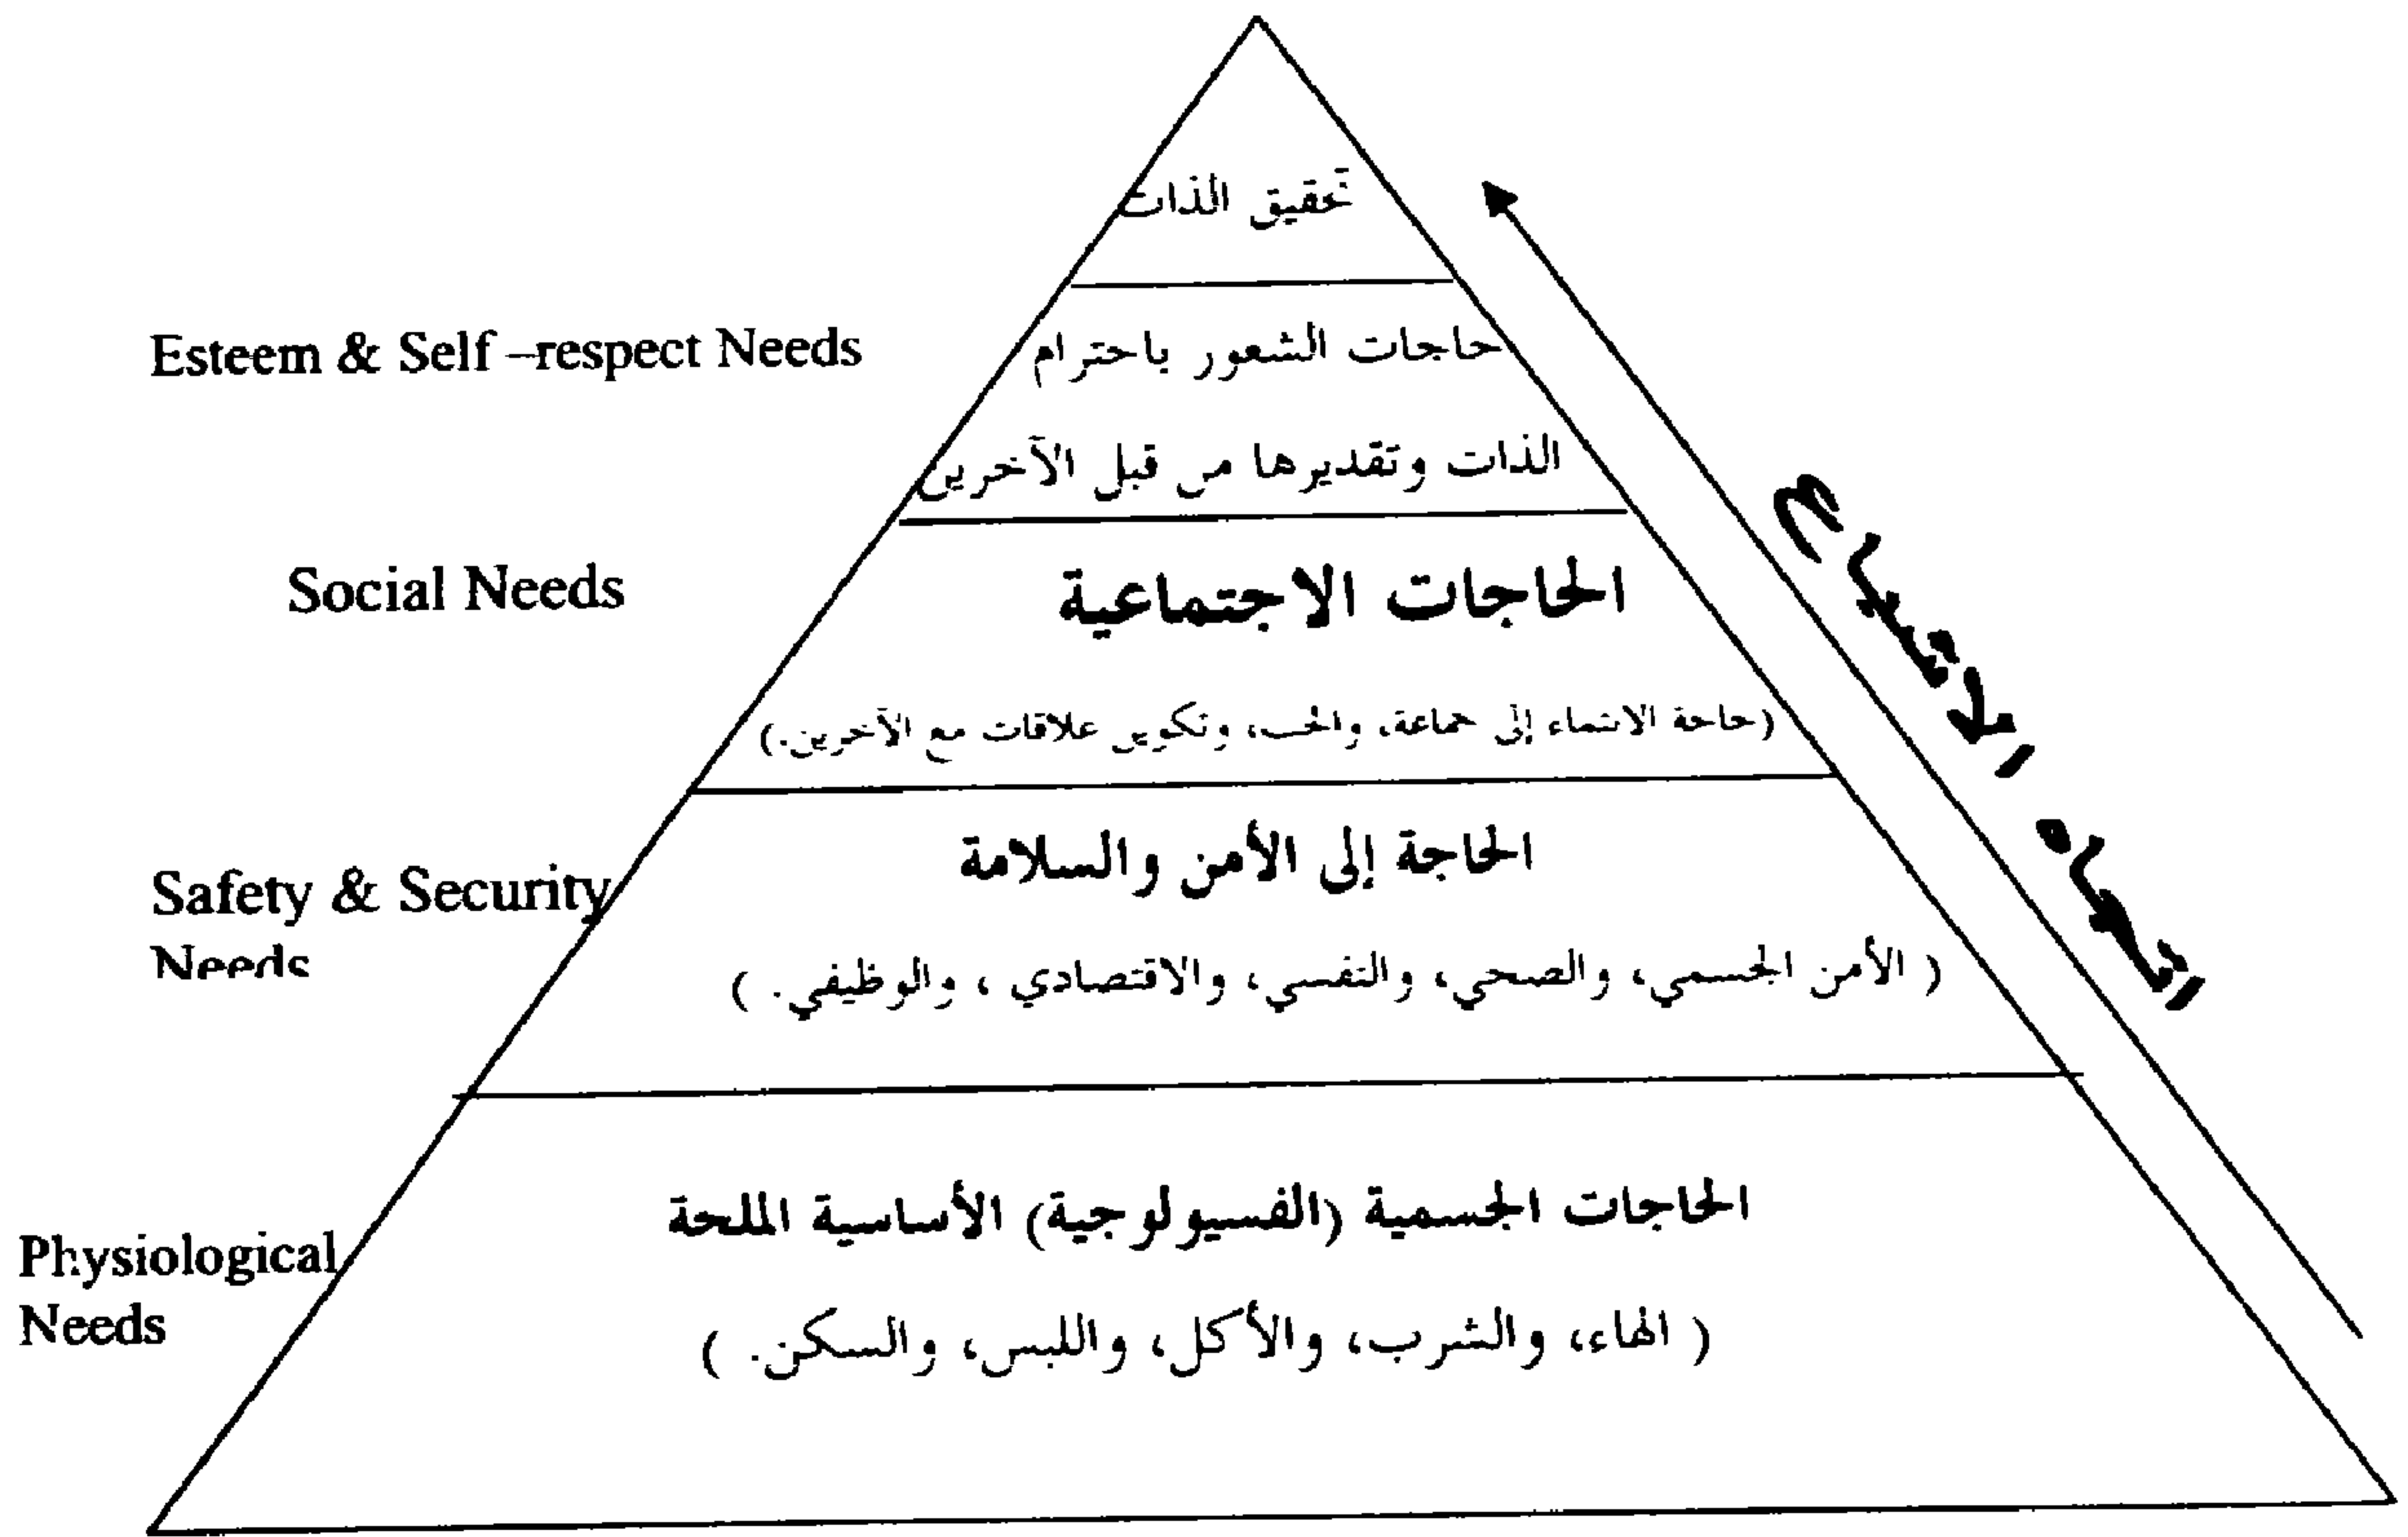 تحقيق الذات
Esteem & Self –respect Needs
حاجات الشعور باحترام
الذات وتقديرها من قبل الآخرين
Social Needs
الحاجات الاجتماعية
(حاجة الانتماء إلى جماعة، والحب، وتكوين علاقات مع الآخرين.)
Safety & Security
Needs
الحاجة إلى الأمن والسلامة
( الأمن الجسمي، والصحي، والنفسي، والاقتصادي ، والوظيفي. )
Physiological
Needs
الحاجات الجسمية (الفسيولوجية) الأساسية الملحة
( الهاء، والشرب، والأكل، واللبس، والسكن. )